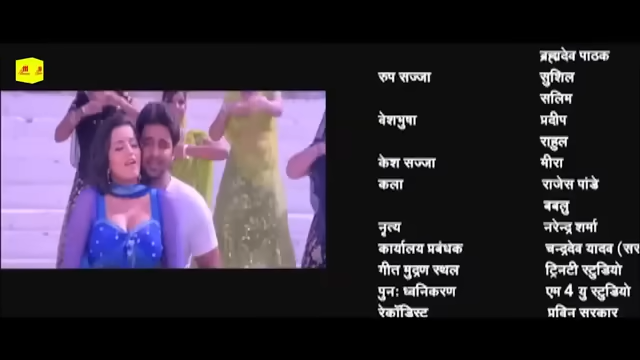 ब्रह्मदेव पाठक
रुप सज्जा सुशिल
सलिम
वेशभुषा प्रदीप
राहुल
केश सज्जा मीरा
कला राजेस पांडे
बबलु
नृत्य नरेन्द्र शर्मा
कार्यालय प्रबंधक चन्द्रदेव यादव (सर
गीत मुद्रण स्थल ट्रिनटी स्टुडियो
पुन: ध्वनिकरण एम 4 यु स्टुडियो
रेकॉडिस्ट प्रबिन सरकार